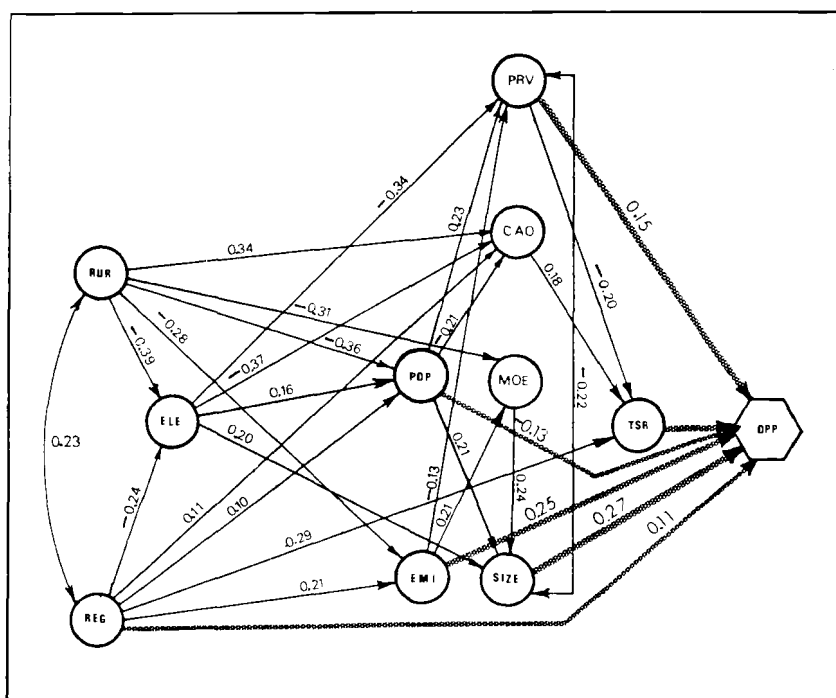 PRV
-0.34
0.23
0.15
CAO
0.34
RUR
0.18
-0.20
-0.31
-0.28
-0.21
-0.39
-0.37
-0.36
POP
MOE
-0.22
0.16
ELE
TSR
OPP
-0.13
0.23
0.20
0.21
-0.24
0.11
0.10
-0.13
0.21
0.24
0.25
0.27
0.29
0.11
EMI
SIZE
0.21
REG